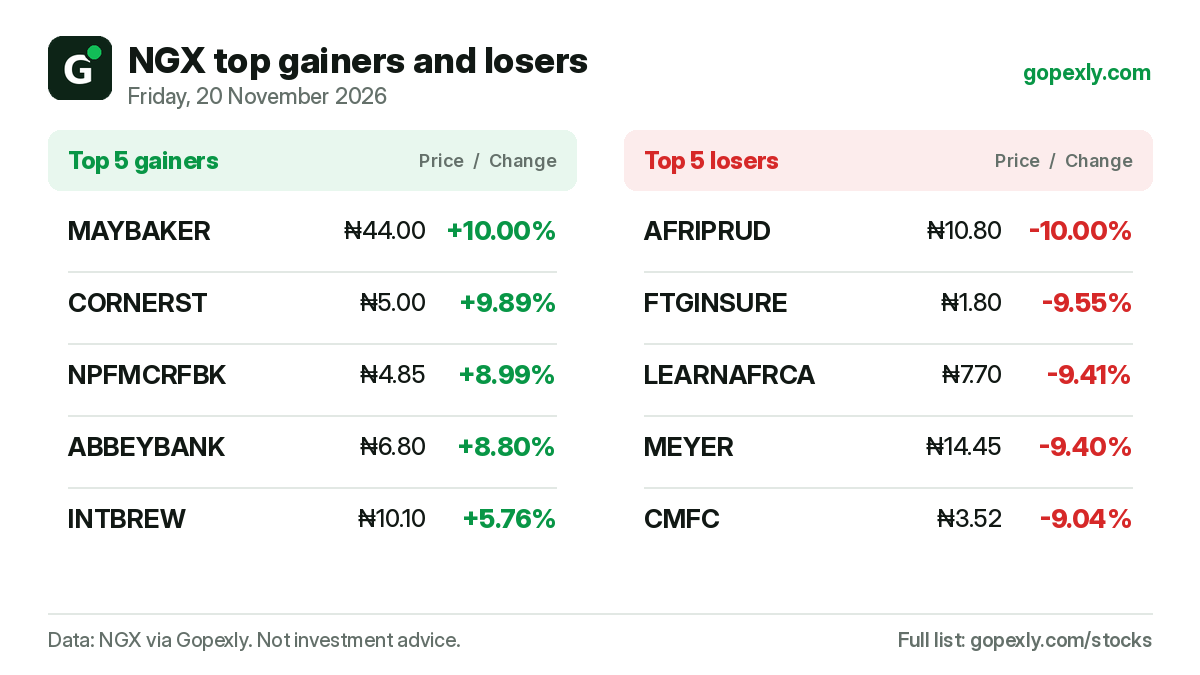 G
NGX top gainers and losers
Friday, 20 November 2026
gopexly.com
Top 5 gainers Price / Change
MAYBAKER ₦44.00 +10.00%
CORNERST ₦5.00 +9.89%
NPFMCRFBK ₦4.85 +8.99%
ABBEYBANK ₦6.80 +8.80%
INTBREW ₦10.10 +5.76%
Top 5 losers Price / Change
AFRIPRUD ₦10.80 -10.00%
FTGINSURE ₦1.80 -9.55%
LEARNAFRCA ₦7.70 -9.41%
MEYER ₦14.45 -9.40%
CMFC ₦3.52 -9.04%
Data: NGX via Gopexly. Not investment advice.
Full list: gopexly.com/stocks